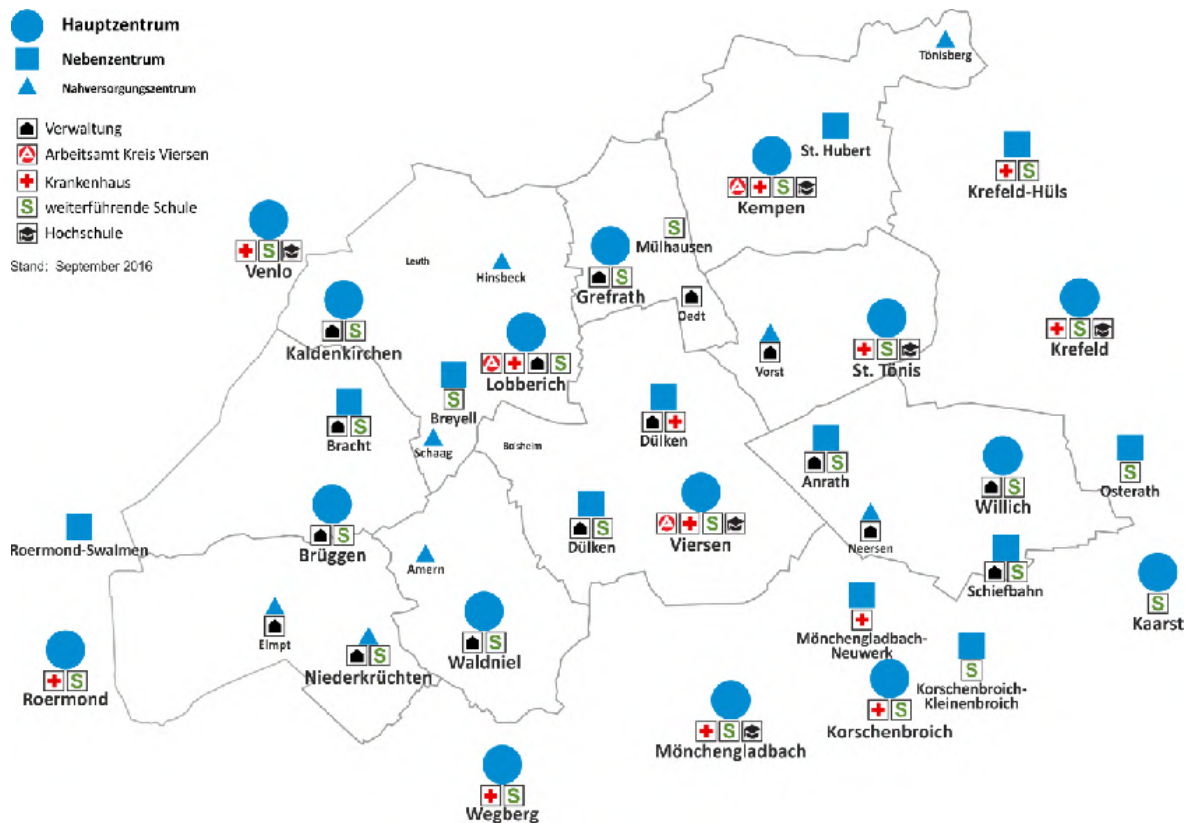 Hauptzentrum
Nebenzentrum
Nahversorgungszentrum
Verwaltung
Arbeitsamt Kreis Viersen
Krankenhaus
S weiterführende Schule
Hochschule
Stand: September 2016
Tönisberg
St. Hubert
S
Krefeld-Hüls
S
Kempen
S
Mülhausen
S
Venlo
Leuth
Hinsbeck
S
Grefrath
Oedt
S
Kaldenkirchen
S
Lobberich
Vorst
S
St. Tönis
S
Krefeld
S
Breyell
S
Bracht
Schaag
Boisheim
Dülken
S
Anrath
S
Willich
S
Osterath
Roermond-Swalmen
S
Brüggen
Amern
S
Dülken
S
Viersen
Neersen
S
Schiefbahn
S
Kaarst
Elmpt
S
Niederkrüchten
S
Waldniel
Mönchengladbach-
Neuwerk
S
Korschenbroich-
Kleinenbroich
S
Roermond
S
Mönchengladbach
S
Korschenbroich
S
Wegberg